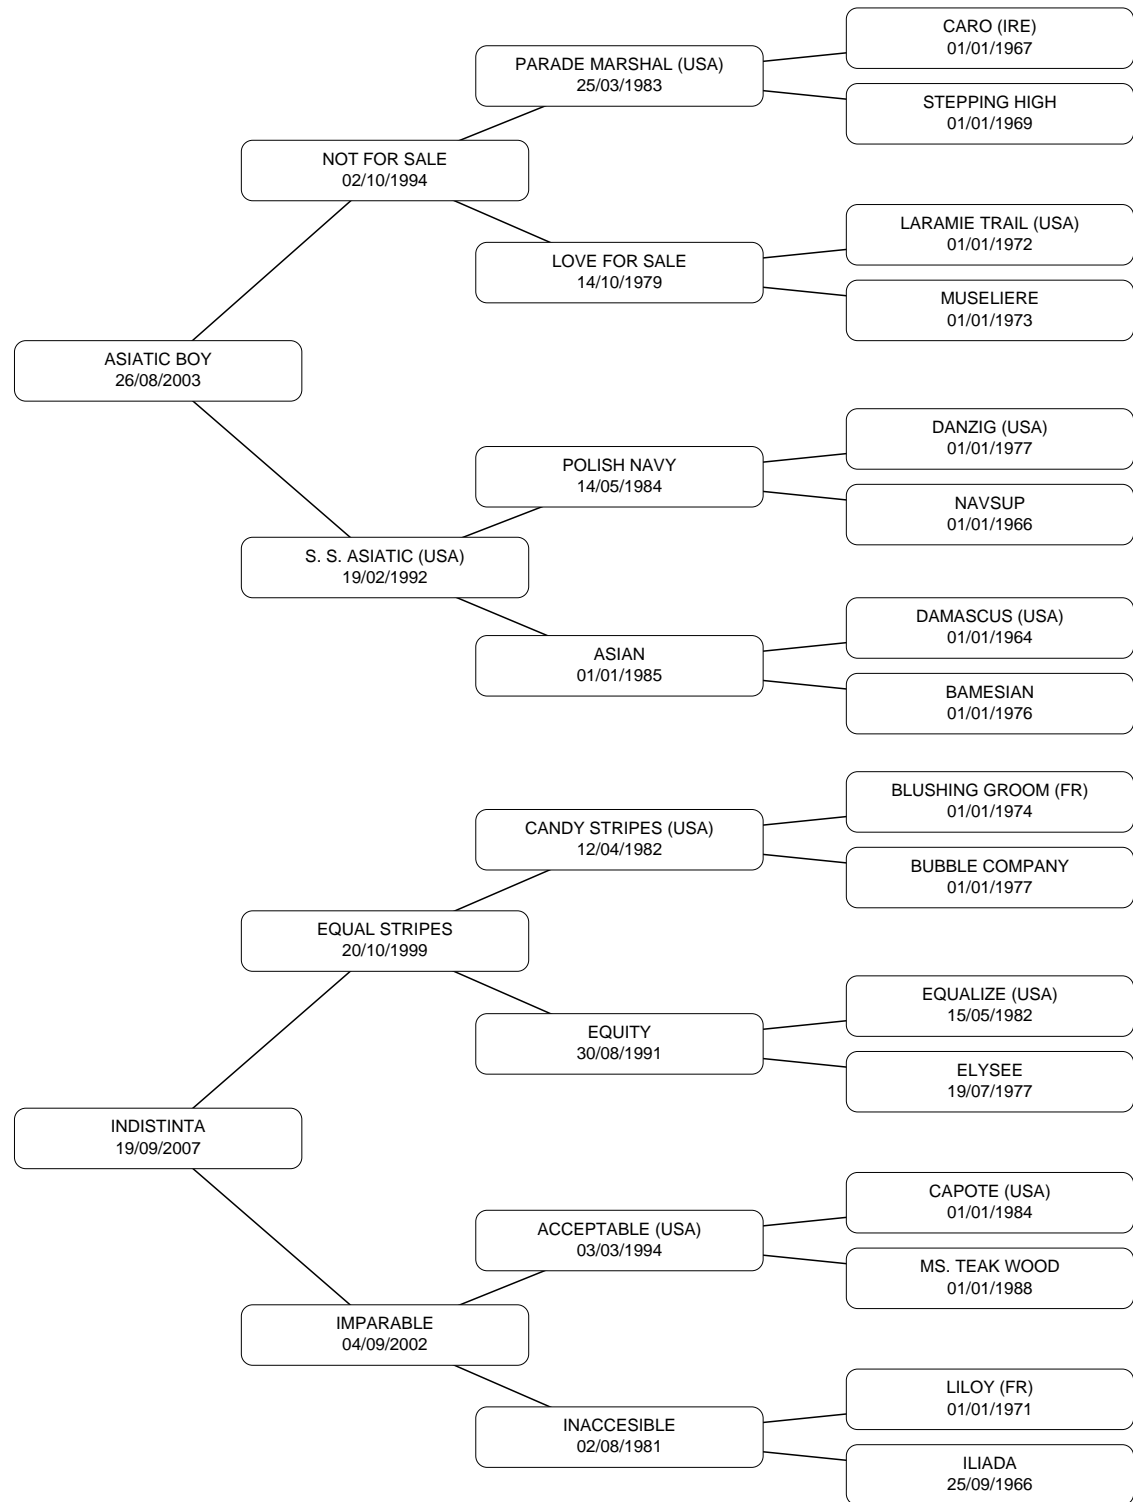 CARO (IRE)
01/01/1967
PARADE MARSHAL (USA)
25/03/1983
STEPPING HIGH
01/01/1969
NOT FOR SALE
02/10/1994
LARAMIE TRAIL (USA)
01/01/1972
LOVE FOR SALE
14/10/1979
MUSELIERE
01/01/1973
ASIATIC BOY
26/08/2003
DANZIG (USA)
01/01/1977
POLISH NAVY
14/05/1984
NAVSUP
01/01/1966
S. S. ASIATIC (USA)
19/02/1992
DAMASCUS (USA)
01/01/1964
ASIAN
01/01/1985
BAMESIAN
01/01/1976
BLUSHING GROOM (FR)
01/01/1974
CANDY STRIPES (USA)
12/04/1982
BUBBLE COMPANY
01/01/1977
EQUAL STRIPES
20/10/1999
EQUALIZE (USA)
15/05/1982
EQUITY
30/08/1991
ELYSEE
19/07/1977
INDISTINTA
19/09/2007
CAPOTE (USA)
01/01/1984
ACCEPTABLE (USA)
03/03/1994
MS. TEAK WOOD
01/01/1988
IMPARABLE
04/09/2002
LILOY (FR)
01/01/1971
INACCESIBLE
02/08/1981
ILIADA
25/09/1966